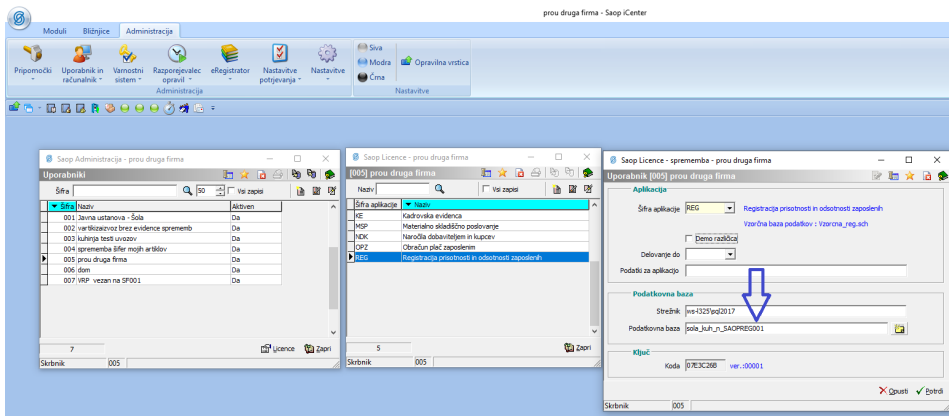 prou druga firma - Saop iCenter
Moduli Bližnjice Administracija
Pripomočki
Uporabnik in računalnik
Varnostni sistem
Razporejevalec opravil
eRegistrator
Nastavitve potrjevanja
Nastavitve
Siva
Modra
Črna
Opravilna vrstica
Administracija
Nastavitve
Saop Administracija - prou druga firma
Uporabniki
Šifra 50 Vsi zapisi
Šifra Naziv Aktiven
001 Javna ustanova - Šola Da
002 vartikizaizvoz brez evidence sprememb Da
003 kuhinja testi uvozov Da
004 sprememba šifer mojih artiklov Da
005 prou druga firma Da
006 dom Da
007 VRP vezan na SF001 Da
7 Licence Zapri
Skrbnik 005
Saop Licence - prou druga firma
[005] prou druga firma
Naziv Vsi zapisi
Šifra aplikacije Naziv
KE Kadrovska evidenca
MSP Materialno skladiščno poslovanje
NDK Naročila dobaviteljem in kupcev
OPZ Obračun plač zaposlenim
REG Registracija prisotnosti in odsotnosti zaposlenih
5 Zapri
Skrbnik 005
Saop Licence - sprememba - prou druga firma
Uporabnik [005] prou druga firma
Aplikacija
Šifra aplikacije REG Registracija prisotnosti in odsotnosti zaposlenih
Vzorčna baza podatkov : Vzorcna_reg.sch
Demo različca
Delovanje do
Podatki za aplikacijo
Podatkovna baza
Strežnik ws-l325\sql2017
Podatkovna baza sola_kuh_n_SAOPREG001
Ključ
Koda 07E3C26B ver.:00001
Opusti Potrdi
Skrbnik 005